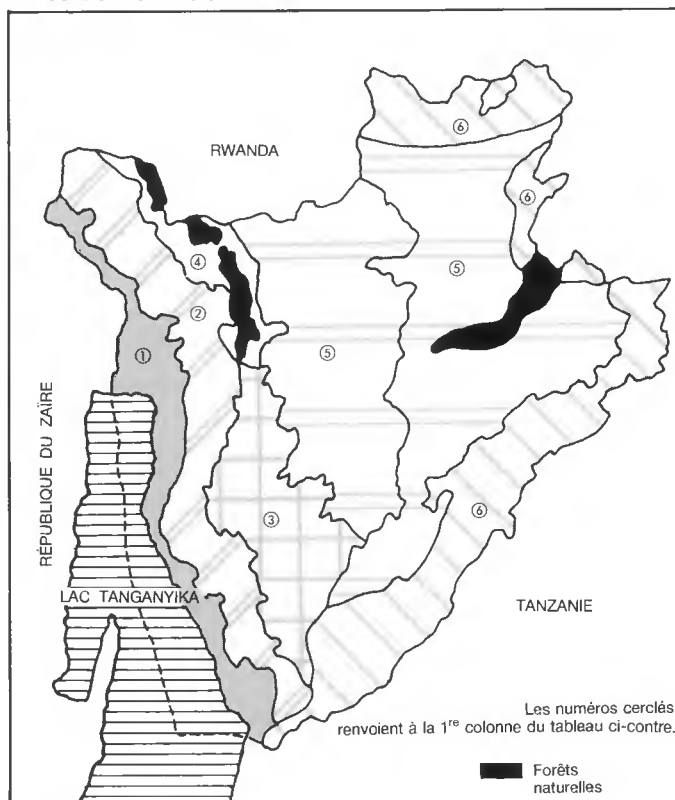 RWANDA
⑥
⑥
④
⑤
②
①
⑤
RÉPUBLIQUE DU ZAÏRE
③
⑥
LAC TANGANYIKA
TANZANIE
Les numéros cerclés
renvoient à la 1re colonne du tableau ci-contre.
Forêts
naturelles